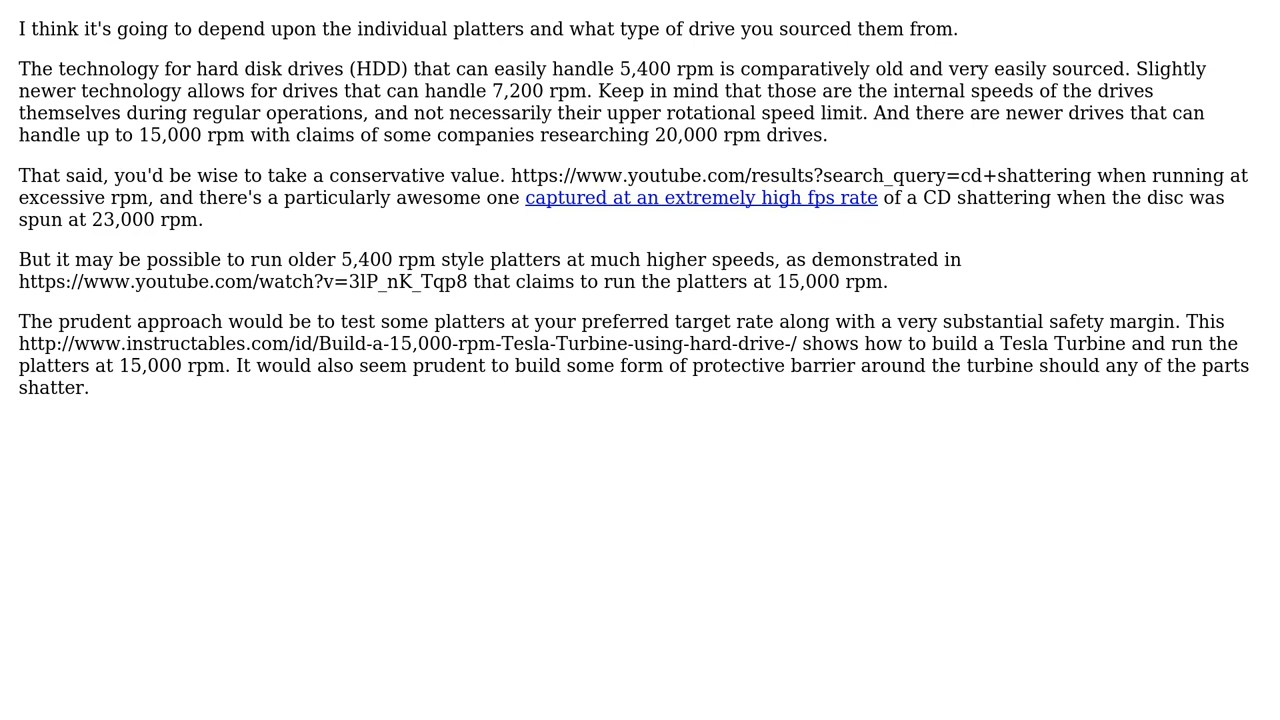 I think it's going to depend upon the individual platters and what type of drive you sourced them from.
The technology for hard disk drives (HDD) that can easily handle 5,400 rpm is comparatively old and very easily sourced. Slightly
newer technology allows for drives that can handle 7,200 rpm. Keep in mind that those are the internal speeds of the drives
themselves during regular operations, and not necessarily their upper rotational speed limit. And there are newer drives that can
handle up to 15,000 rpm with claims of some companies researching 20,000 rpm drives.
That said, you'd be wise to take a conservative value. https://www.youtube.com/results?search_query=cd+shattering when running at
excessive rpm, and there's a particularly awesome one captured at an extremely high fps rate of a CD shattering when the disc was
spun at 23,000 rpm.
But it may be possible to run older 5,400 rpm style platters at much higher speeds, as demonstrated in
https://www.youtube.com/watch?v=3lP_nK_Tqp8 that claims to run the platters at 15,000 rpm.
The prudent approach would be to test some platters at your preferred target rate along with a very substantial safety margin. This
http://www.instructables.com/id/Build-a-15,000-rpm-Tesla-Turbine-using-hard-drive-/ shows how to build a Tesla Turbine and run the
platters at 15,000 rpm. It would also seem prudent to build some form of protective barrier around the turbine should any of the parts
shatter.